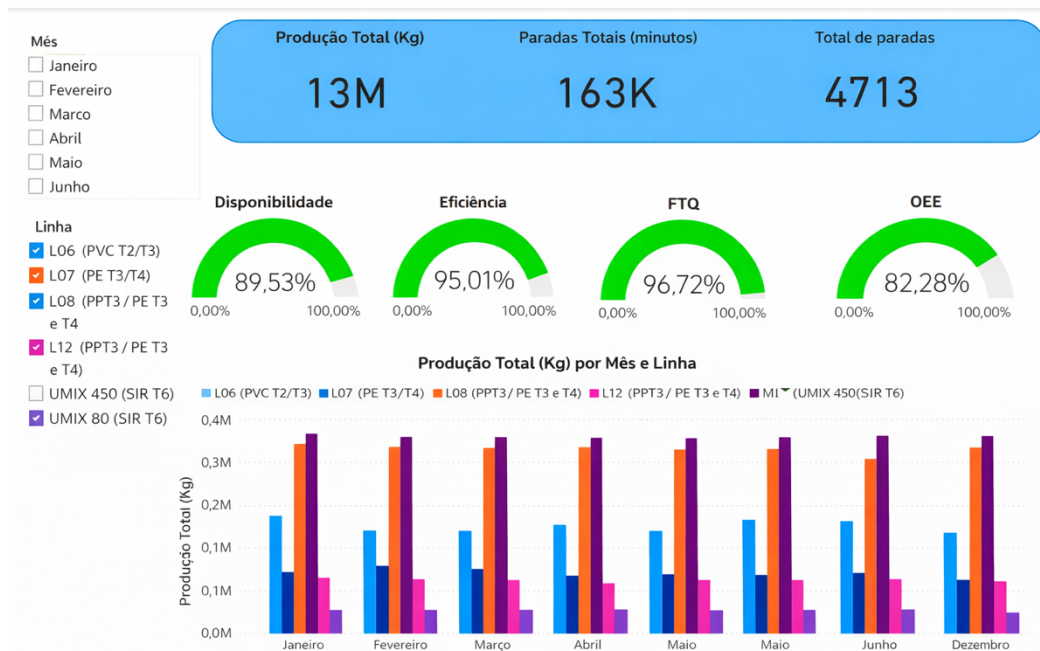 Mês
Janeiro
Fevereiro
Marco
Abril
Maio
Junho
Linha
L06 (PVC T2/T3)
L07 (PE T3/T4)
L08 (PPT3 / PE T3
e T4
L12 (PPT3 / PE T3
e T4)
UMIX 450 (SIR T6)
UMIX 80 (SIR T6)
Produção Total (Kg) Paradas Totais (minutos) Total de paradas
13M 163K 4713
Disponibilidade Eficiência FTQ OEE
89,53% 95,01% 96,72% 82,28%
0,00% 100,00% 0,00% 100,00% 0,00% 100,00% 0,00% 100,00%
Produção Total (Kg) por Mês e Linha
L06 (PVC T2/T3) L07 (PE T3/T4) L08 (PPT3 / PE T3 e T4) L12 (PPT3 / PE T3 e T4) (UMIX 450(SIR T6)
Produção Total (Kg)
0,4M
0,3M
0,2M
0,1M
0,1M
0,0M
Janeiro Fevereiro Março Abril Maio Maio Junho Dezembro